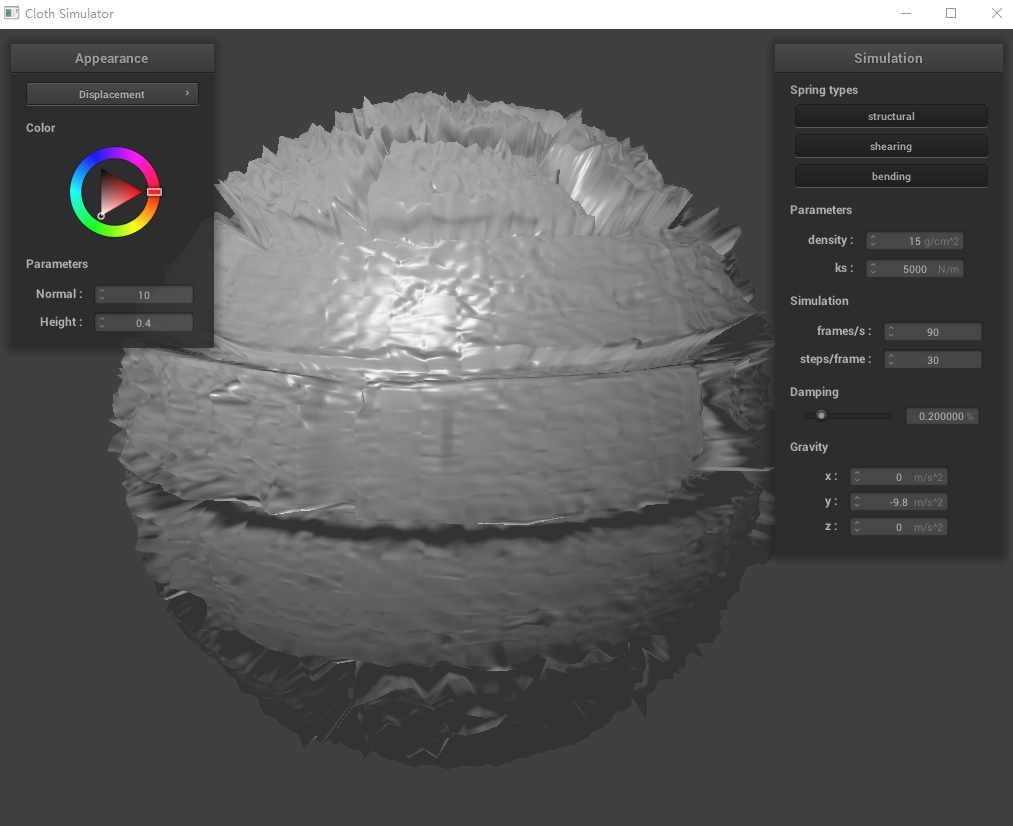 Cloth Simulator
Appearance
Displacement
Color
Parameters
Normal : 10
Height : 0.4
Simulation
Spring types
structural
shearing
bending
Parameters
density : 15 g/cm^2
ks : 5000 N/m
Simulation
frames/s : 90
steps/frame : 30
Damping
0.200000 %
Gravity
x : 0 m/s^2
y : -9.8 m/s^2
z : 0 m/s^2